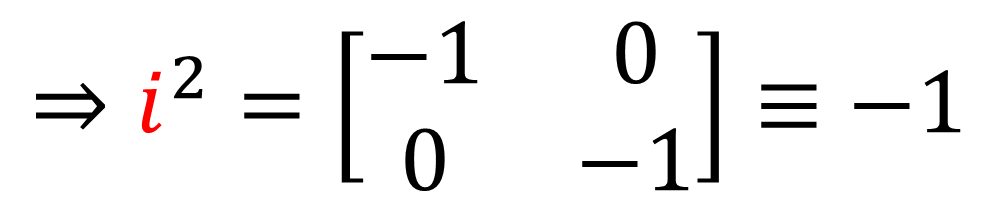 ⇒ i² = [−1 0
0 −1] ≡ −1